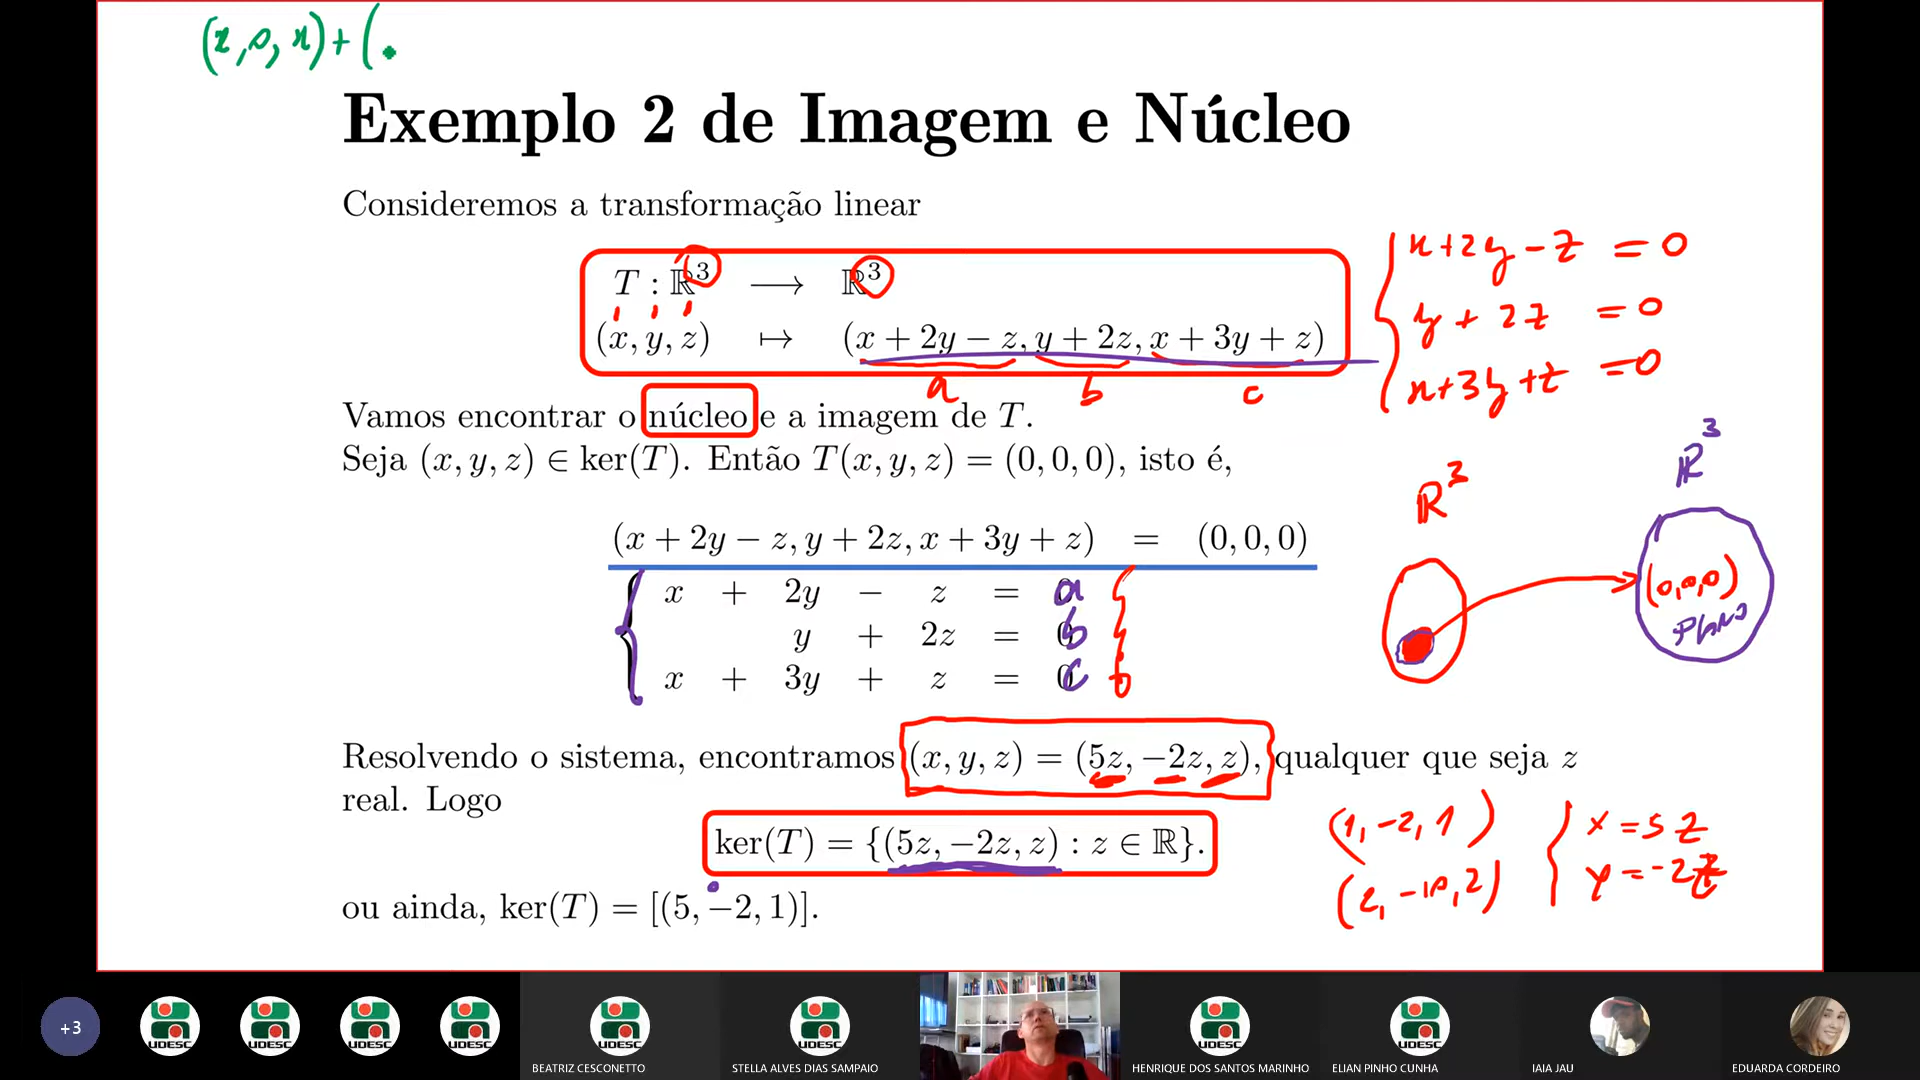 (x,0,x)+(
Exemplo 2 de Imagem e Núcleo
Consideremos a transformação linear
T : ℝ³ ⟶ ℝ³
(x, y, z) ↦ (x + 2y − z, y + 2z, x + 3y + z)
a b c
x+2y−z = 0
y + 2z = 0
x+3y+z = 0
Vamos encontrar o núcleo e a imagem de T.
Seja (x, y, z) ∈ ker(T). Então T(x, y, z) = (0, 0, 0), isto é,
ℝ³
ℝ³
(x + 2y − z, y + 2z, x + 3y + z) = (0, 0, 0)
(0,0,0)
plano
x + 2y − z = a
y + 2z = b
x + 3y + z = c
Resolvendo o sistema, encontramos (x, y, z) = (5z, −2z, z), qualquer que seja z
real. Logo
ker(T) = {(5z, −2z, z) : z ∈ ℝ}.
(1,−2,1)
x = 5z
y = −2z
ou ainda, ker(T) = [(5, −2, 1)].
+3
UDESC
UDESC
UDESC
UDESC
UDESC
UDESC
UDESC
UDESC
BEATRIZ CESCONETTO
STELLA ALVES DIAS SAMPAIO
HENRIQUE DOS SANTOS MARINHO
ELIAN PINHO CUNHA
IAIA JAU
EDUARDA CORDEIRO